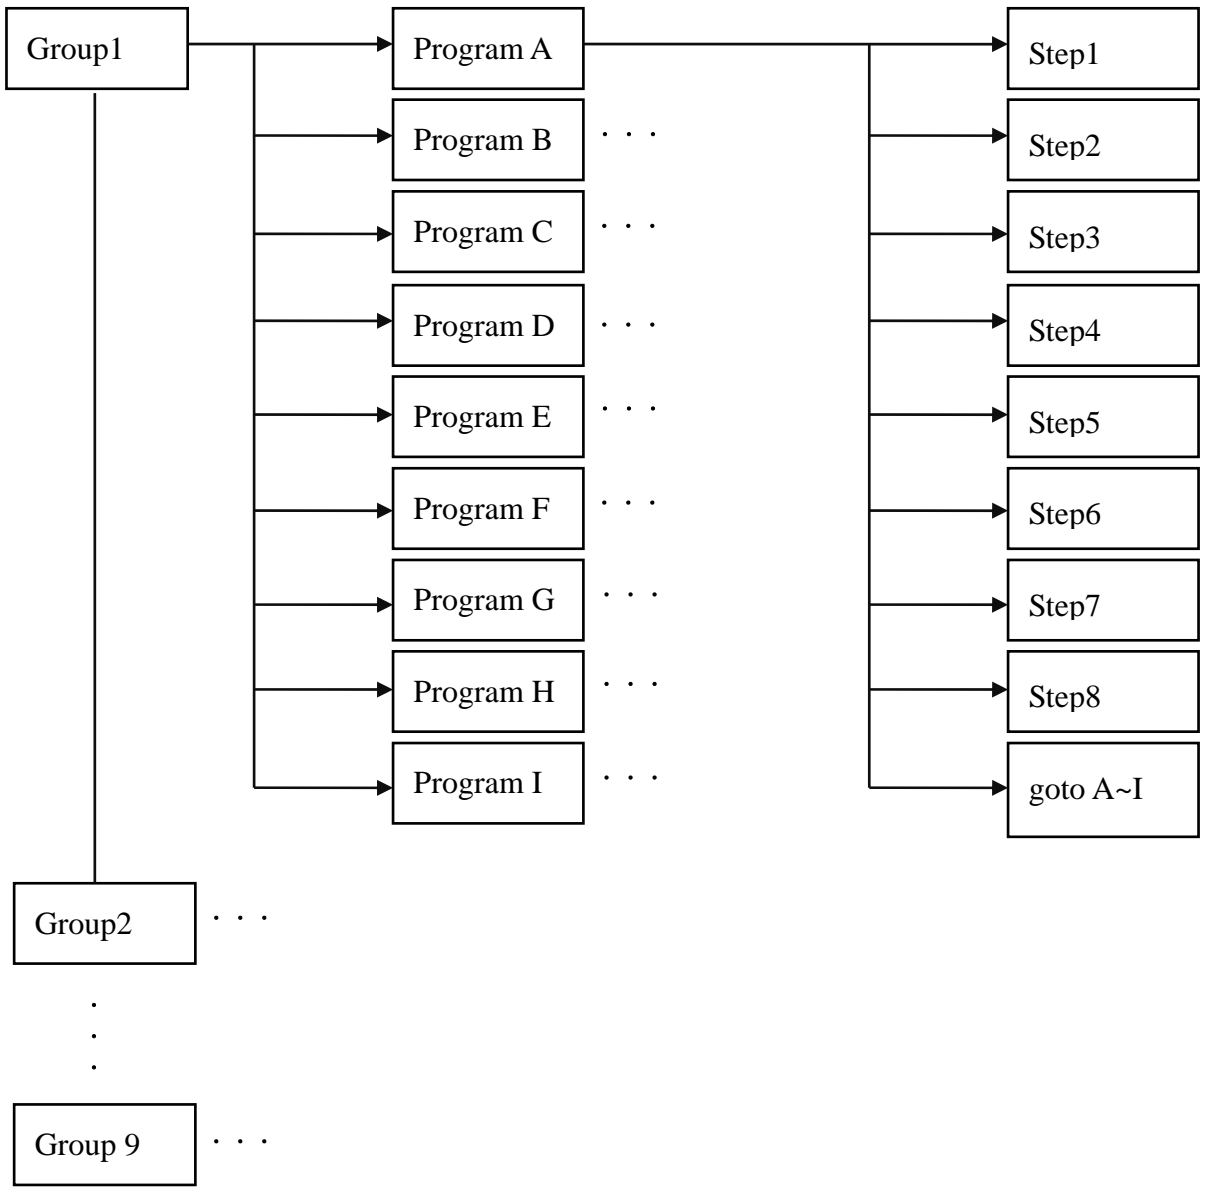 Group1
Program A
Step1
Program B
. . .
Step2
Program C
. . .
Step3
Program D
. . .
Step4
Program E
. . .
Step5
Program F
. . .
Step6
Program G
. . .
Step7
Program H
. . .
Step8
Program I
. . .
goto A~I
Group2
. . .
.
.
.
Group 9
. . .